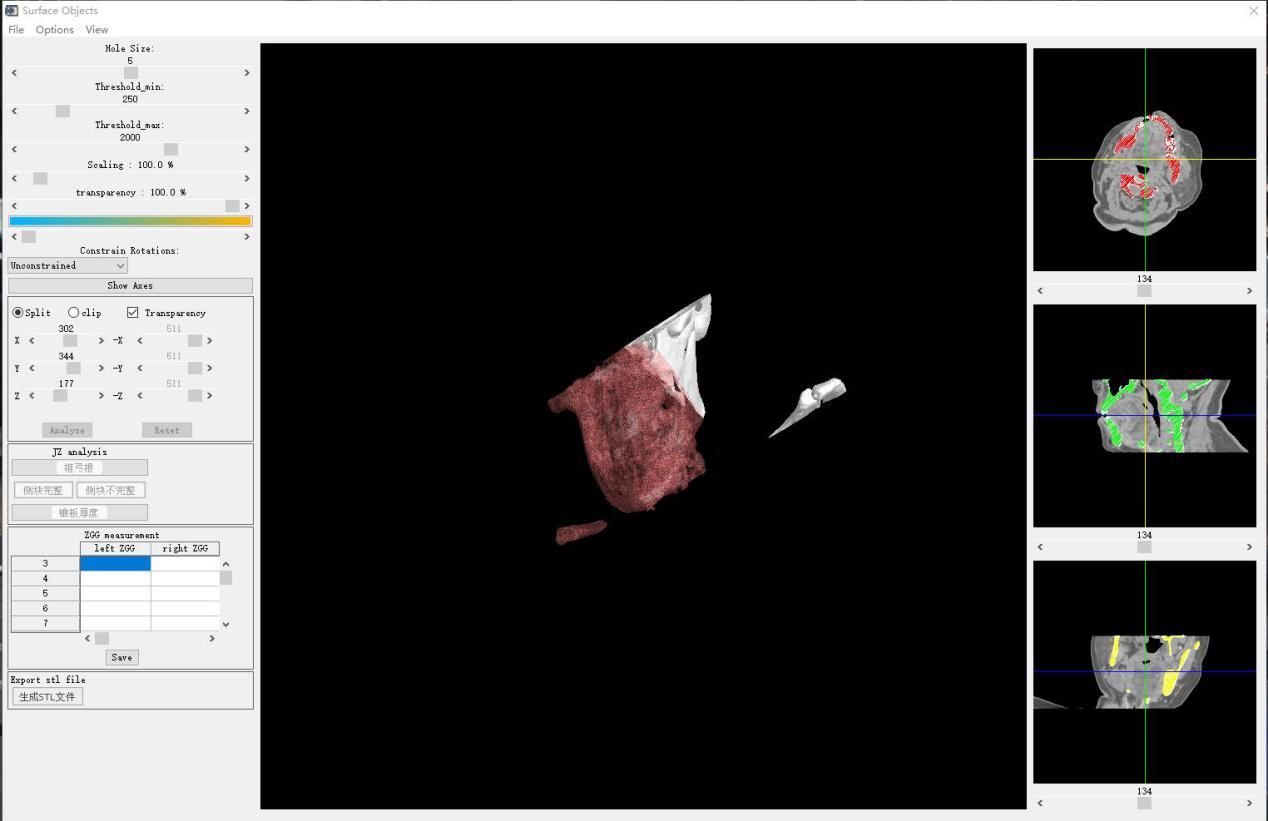 Surface Objects
File Options View
Hole Size:
5
Threshold_min:
250
Threshold_max:
2000
Scaling : 100.0 %
transparency : 100.0 %
Constrain Rotations:
Unconstrained
Show Axes
Split clip Transparency
302 511
X -X
344 511
Y -Y
177 511
Z -Z
Analyse Reset
JZ analysis
椎弓根
侧块完整 侧块不完整
锥板厚度
ZGG measurement
left ZGG right ZGG
3
4
5
6
7
Save
Export stl file
生成STL文件
134
134
134